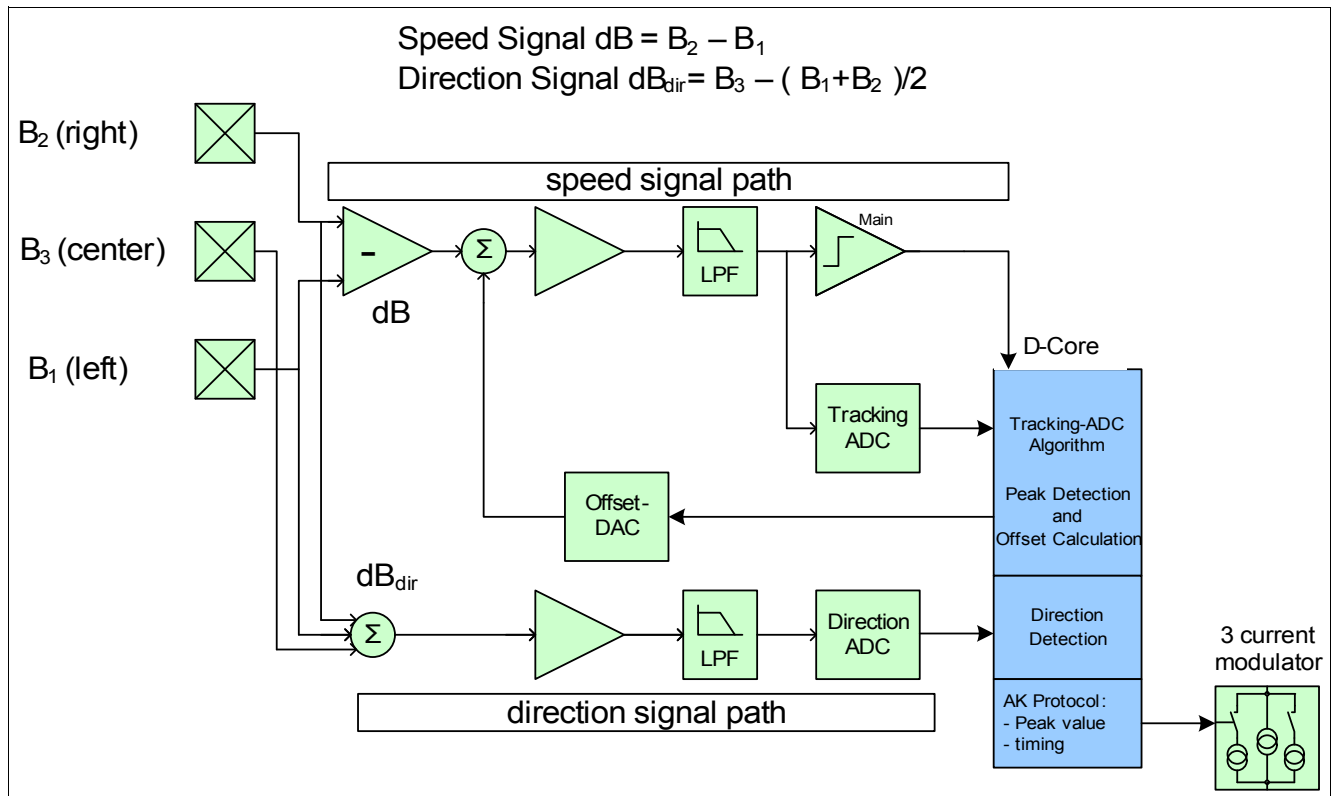 Speed Signal dB = B₂ – B₁
Direction Signal dB_dir= B₃ – ( B₁+B₂ )/2
B₂ (right)
speed signal path
B₃ (center)
Main
-
Σ
LPF
dB
B₁ (left)
D-Core
Tracking
ADC
Tracking-ADC
Algorithm
Offset-
DAC
Peak Detection
and
Offset Calculation
dB_dir
Σ
LPF
Direction
ADC
Direction
Detection
3 current
modulator
direction signal path
AK Protocol:
- Peak value
- timing